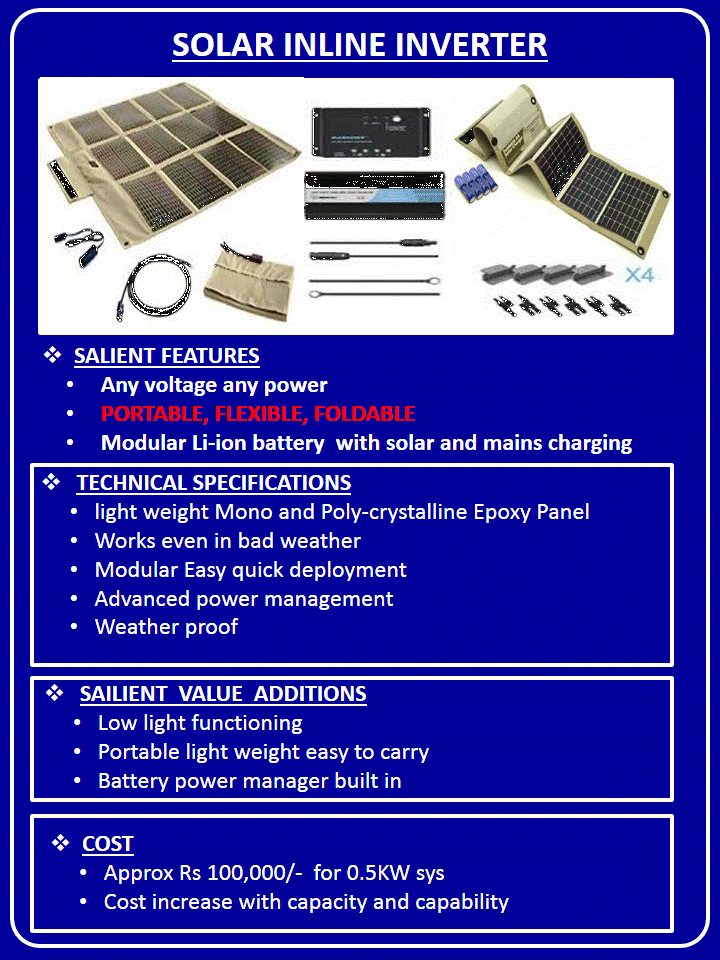 SOLAR INLINE INVERTER
X4
❖ SALIENT FEATURES
• Any voltage any power
• PORTABLE, FLEXIBLE, FOLDABLE
• Modular Li-ion battery with solar and mains charging
❖ TECHNICAL SPECIFICATIONS
• light weight Mono and Poly-crystalline Epoxy Panel
• Works even in bad weather
• Modular Easy quick deployment
• Advanced power management
• Weather proof
❖ SAILIENT VALUE ADDITIONS
• Low light functioning
• Portable light weight easy to carry
• Battery power manager built in
❖ COST
• Approx Rs 100,000/- for 0.5KW sys
• Cost increase with capacity and capability